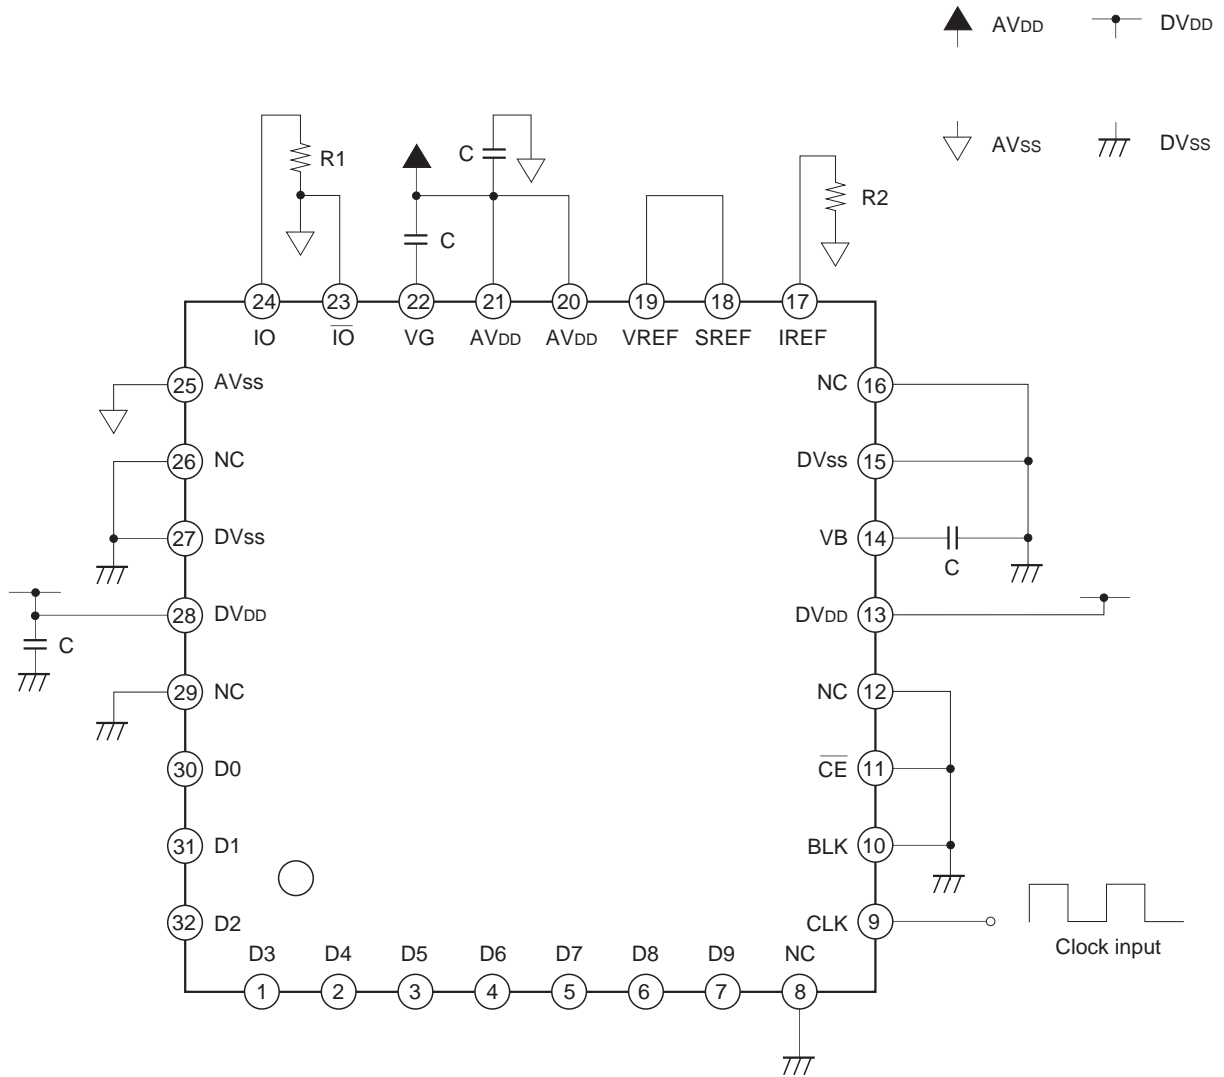 AVDD
DVDD
AVss
DVss
R1
C
C
R2
24 23 22 21 20 19 18 17
IO IO VG AVDD AVDD VREF SREF IREF
25 AVss
NC 16
26 NC
DVss 15
27 DVss
VB 14
C
28 DVDD
DVDD 13
C
29 NC
NC 12
30 D0
CE 11
31 D1
BLK 10
32 D2
CLK 9
Clock input
D3 D4 D5 D6 D7 D8 D9 NC
1 2 3 4 5 6 7 8